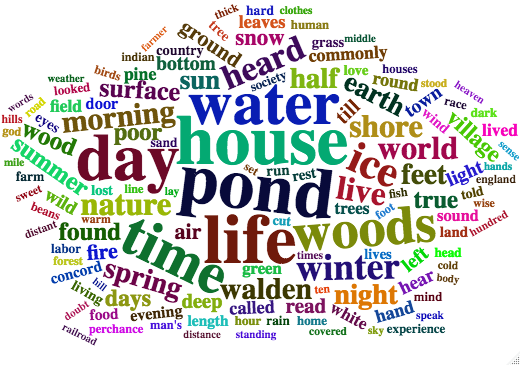 thick hard clothes
tree leaves human
farmer ground snow grass middle
indian country heard commonly
weather birds pine bottom sun society half love round houses stood heaven
words looked surface earth town race
road field door morning water till wind village dark
hills eyes wood poor sand house shore world lived sense
god mile summer day ice feet light hands
farm set run rest live fish true told england
sweet lost line lay pond trees foot wise
beans wild nature life woods sound hundred
distant warm found time air cut land
labor fire times lives left head
forest concord spring green winter hear cold
hill living days deep walden ten night body
doubt food evening called read white hand mind
perchance man's length hour rain home speak
railroad distance standing covered sky experience